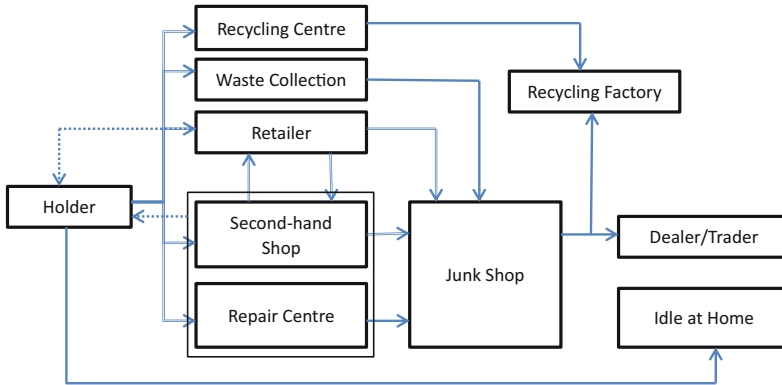 Recycling Centre
Waste Collection
Recycling Factory
Retailer
Holder
Second-hand
Shop
Dealer/Trader
Junk Shop
Repair Centre
Idle at Home